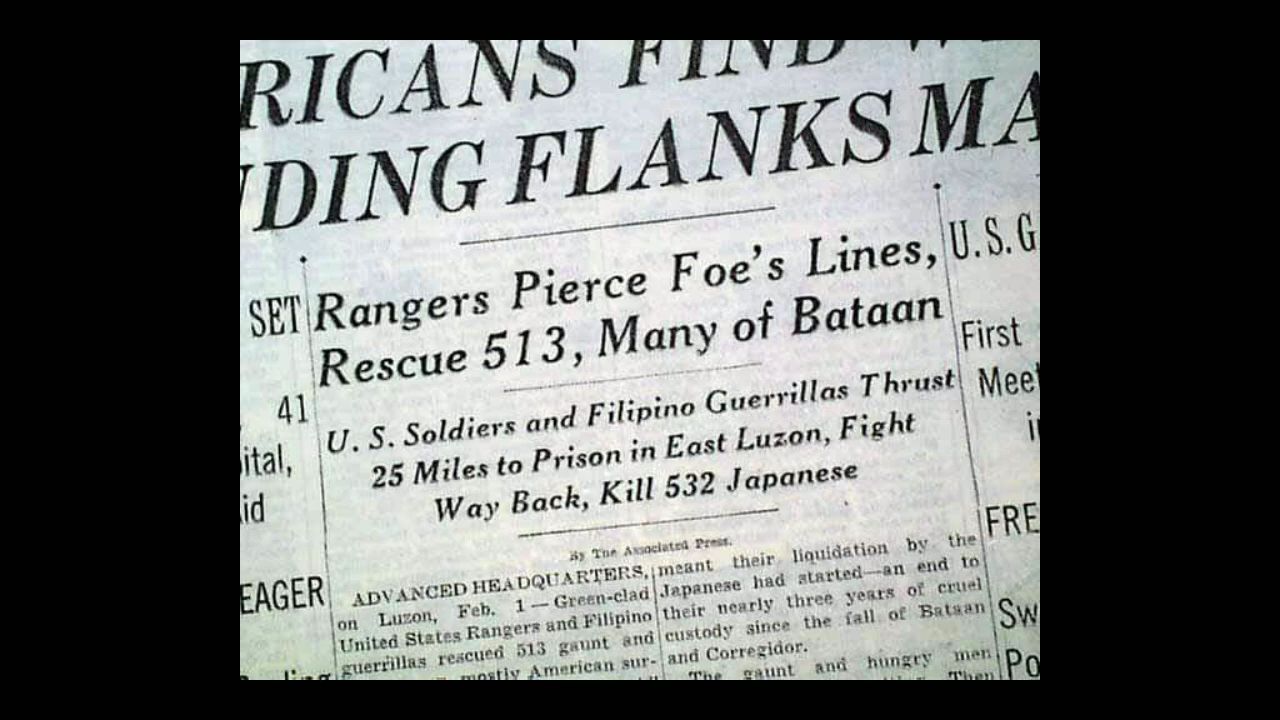 RICANS FIND
DING FLANKS MA
SET
41
ital,
id
EAGER
Rangers Pierce Foe's Lines,
Rescue 513, Many of Bataan
U. S. Soldiers and Filipino Guerrillas Thrust
25 Miles to Prison in East Luzon, Fight
Way Back, Kill 532 Japanese
By The Associated Press.
ADVANCED HEADQUARTERS,
on Luzon, Feb. 1—Green-clad
United States Rangers and Filipino
guerrillas rescued 513 gaunt and
mostly American sur-
meant their liquidation by the
Japanese had started—an end to
their nearly three years of cruel
custody since the fall of Bataan
and Corregidor.
The gaunt and hungry men
Then
U.S.G
First
Meet
i
FRE
Sw
Po